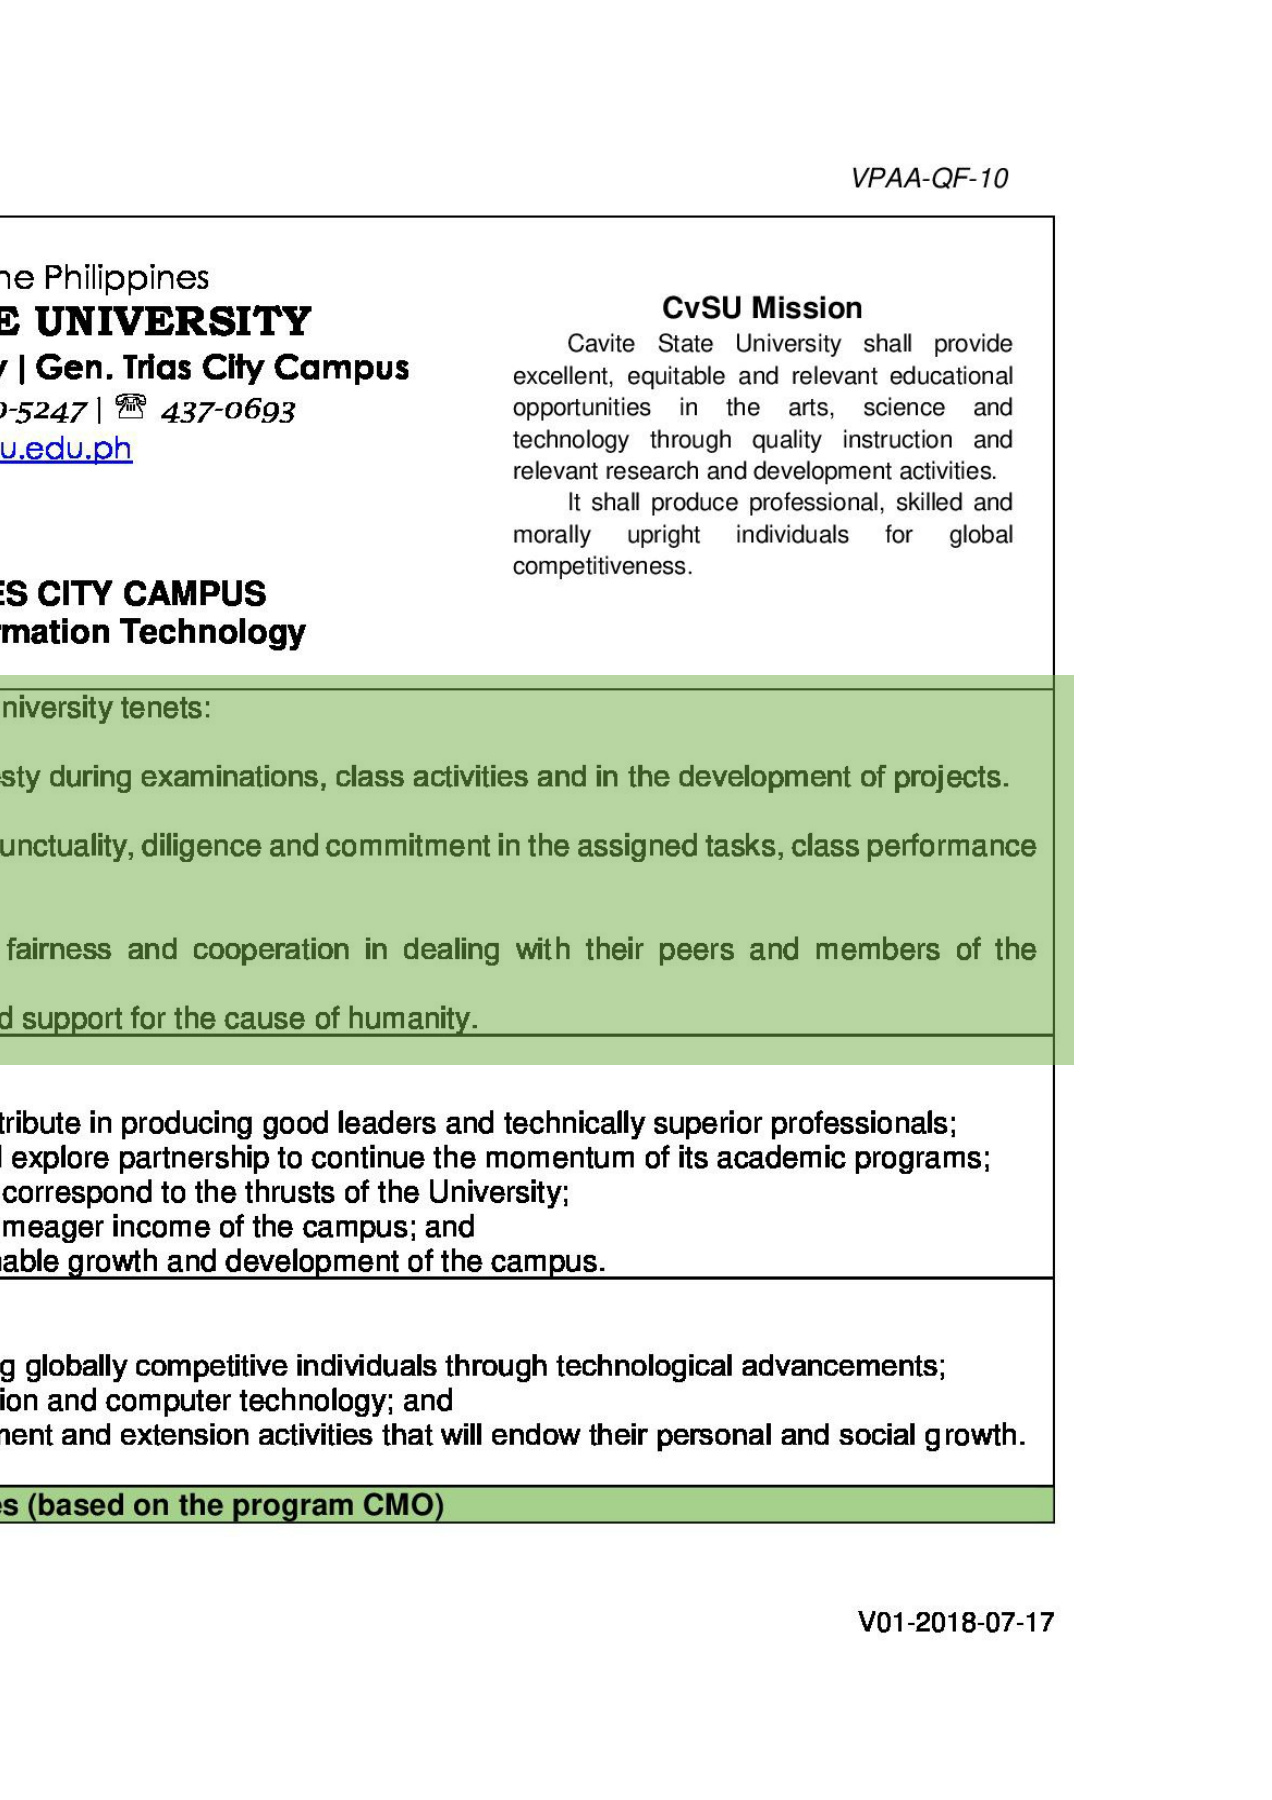 VPAA-QF-10
ne Philippines
E UNIVERSITY
y | Gen. Trias City Campus
0-5247 | ☏ 437-0693
u.edu.ph
ES CITY CAMPUS
rmation Technology
CvSU Mission
Cavite State University shall provide
excellent, equitable and relevant educational
opportunities in the arts, science and
technology through quality instruction and
relevant research and development activities.
It shall produce professional, skilled and
morally upright individuals for global
competitiveness.
niversity tenets:
sty during examinations, class activities and in the development of projects.
unctuality, diligence and commitment in the assigned tasks, class performance
fairness and cooperation in dealing with their peers and members of the
d support for the cause of humanity.
tribute in producing good leaders and technically superior professionals;
l explore partnership to continue the momentum of its academic programs;
correspond to the thrusts of the University;
meager income of the campus; and
nable growth and development of the campus.
g globally competitive individuals through technological advancements;
tion and computer technology; and
ment and extension activities that will endow their personal and social growth.
es (based on the program CMO)
V01-2018-07-17